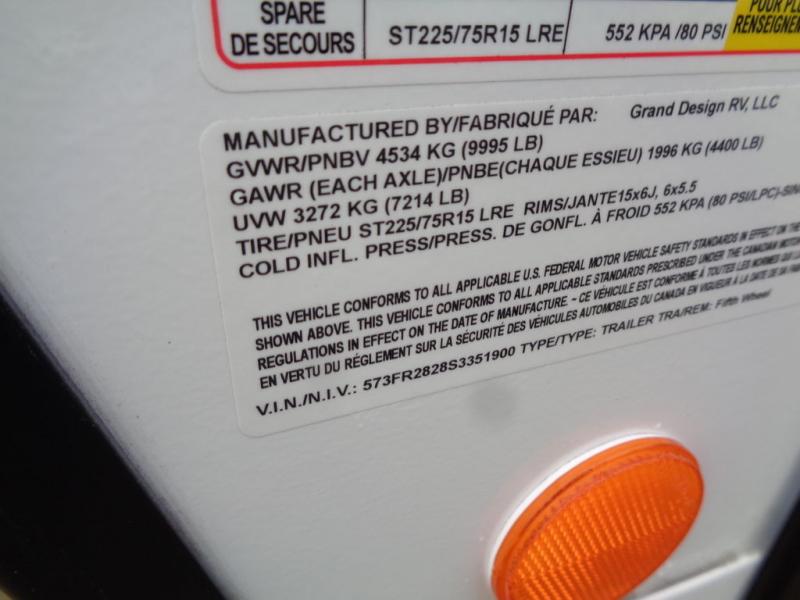 SPARE
DE SECOURS
ST225/75R15 LRE
552 KPA /80 PSI
POUR PLU
RENSEIGNEM
MANUFACTURED BY/FABRIQUÉ PAR: Grand Design RV, LLC
GVWR/PNBV 4534 KG (9995 LB)
GAWR (EACH AXLE)/PNBE(CHAQUE ESSIEU) 1996 KG (4400 LB)
UVW 3272 KG (7214 LB)
TIRE/PNEU ST225/75R15 LRE RIMS/JANTE15x6J, 6x5.5
COLD INFL. PRESS/PRESS. DE GONFL. À FROID 552 KPA (80 PSI/LPC)-SING
THIS VEHICLE CONFORMS TO ALL APPLICABLE U.S. FEDERAL MOTOR VEHICLE SAFETY STANDARDS IN EFFECT ON THE
SHOWN ABOVE. THIS VEHICLE CONFORMS TO ALL APPLICABLE STANDARDS PRESCRIBED UNDER THE CANADIAN MOTOR
REGULATIONS IN EFFECT ON THE DATE OF MANUFACTURE - CE VÉHICULE EST CONFORME À TOUTES LES NORMES QUI
EN VERTU DU RÉGLEMENT SUR LA SÉCURITÉ DES VÉHICULES AUTOMOBILES DU CANADA EN VIGUEUR À LA DATE DE SA
V.I.N./N.I.V.: 573FR2828S3351900 TYPE/TYPE: TRAILER TRA/REM: Fifth Wheel